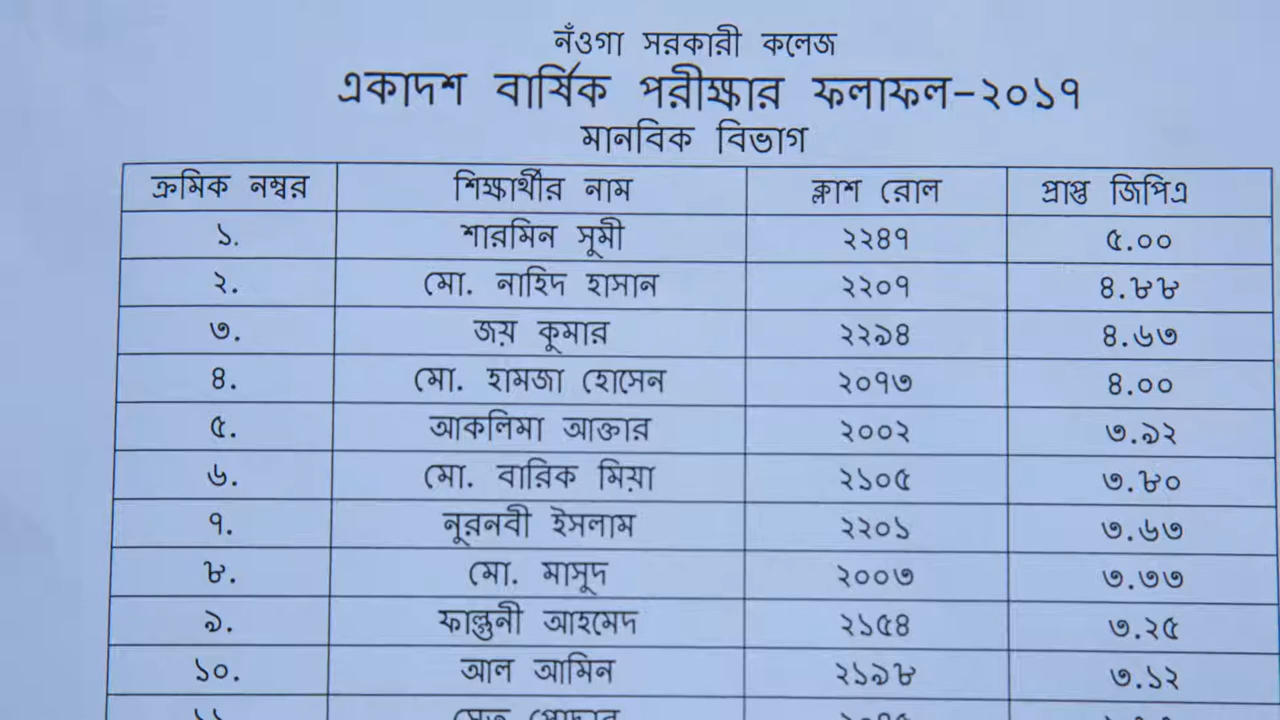 নঁওগা সরকারী কলেজ
একাদশ বার্ষিক পরীক্ষার ফলাফল-২০১৭
মানবিক বিভাগ
ক্রমিক নম্বর শিক্ষার্থীর নাম ক্লাশ রোল প্রাপ্ত জিপিএ
১. শারমিন সুমী ২২৪৭ ৫.০০
২. মো. নাহিদ হাসান ২২০৭ ৪.৮৮
৩. জয় কুমার ২২৯৪ ৪.৬৩
৪. মো. হামজা হোসেন ২০৭৩ ৪.০০
৫. আকলিমা আক্তার ২০০২ ৩.৯২
৬. মো. বারিক মিয়া ২১০৫ ৩.৮০
৭. নূরনবী ইসলাম ২২০১ ৩.৬৩
৮. মো. মাসুদ ২০০৩ ৩.৩৩
৯. ফাল্গুনী আহমেদ ২১৫৪ ৩.২৫
১০. আল আমিন ২১৯৮ ৩.১২